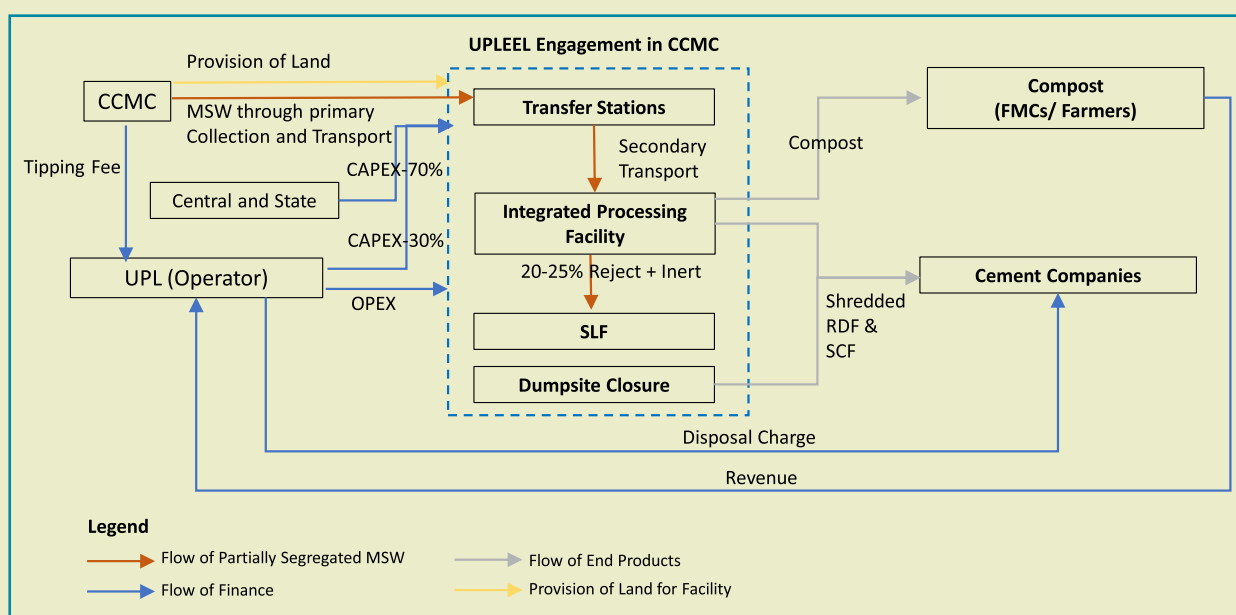 UPLEEL Engagement in CCMC
Provision of Land
CCMC
MSW through primary
Collection and Transport
Tipping Fee
CAPEX-70%
Central and State
CAPEX-30%
UPL (Operator)
OPEX
Transfer Stations
Secondary
Transport
Integrated Processing
Facility
20-25% Reject + Inert
SLF
Dumpsite Closure
Compost
Compost
(FMCs/ Farmers)
Cement Companies
Shredded
RDF &
SCF
Disposal Charge
Revenue
Legend
Flow of Partially Segregated MSW
Flow of End Products
Flow of Finance
Provision of Land for Facility